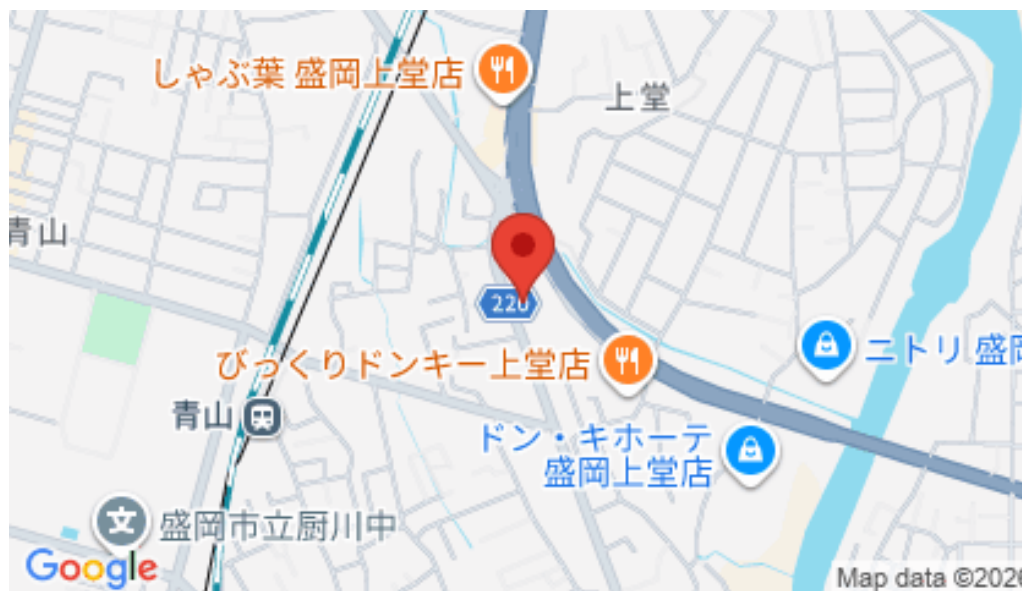 しゃぶ葉 盛岡上堂店
上堂
青山
220
びっくりドンキー上堂店
ニトリ 盛岡
青山
ドン・キホーテ
盛岡上堂店
文
盛岡市立厨川中
Google
Map data ©2026